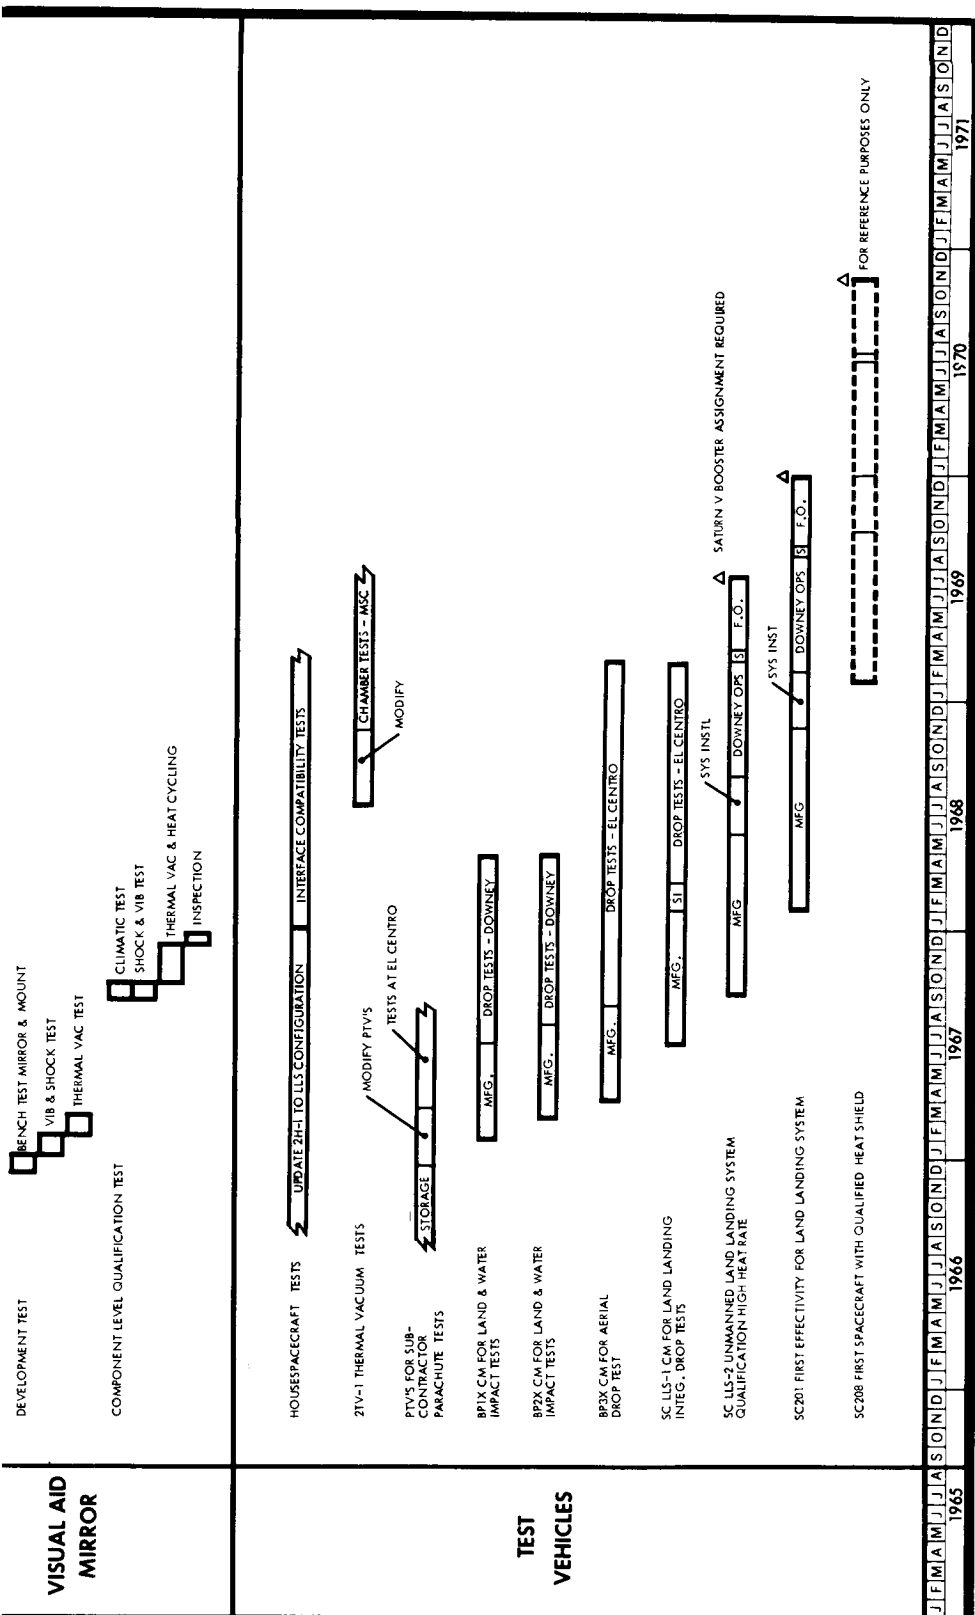 VISUAL AID
MIRROR
DEVELOPMENT TEST
BENCH TEST MIRROR & MOUNT
VIB & SHOCK TEST
THERMAL VAC TEST
COMPONENT LEVEL QUALIFICATION TEST
CLIMATIC TEST
SHOCK & VIB TEST
THERMAL VAC & HEAT CYCLING
INSPECTION
TEST
VEHICLES
HOUSESPACECRAFT TESTS
UPDATE 2H-1 TO LLS CONFIGURATION
INTERFACE COMPATIBILITY TESTS
2TV-1 THERMAL VACUUM TESTS
CHAMBER TESTS - MSC
MODIFY
PTV'S FOR SUB-
CONTRACTOR
PARACHUTE TESTS
STORAGE
MODIFY PTV'S
TESTS AT EL CENTRO
BP1X CM FOR LAND & WATER
IMPACT TESTS
MFG.
DROP TESTS - DOWNEY
BP2X CM FOR LAND & WATER
IMPACT TESTS
MFG.
DROP TESTS - DOWNEY
BP3X CM FOR AERIAL
DROP TEST
MFG.
DROP TESTS - EL CENTRO
SC LLS-1 CM FOR LAND LANDING
INTEG. DROP TESTS
MFG.
SI
DROP TESTS - EL CENTRO
SC LLS-2 UNMANNED LAND LANDING SYSTEM
QUALIFICATION HIGH HEAT RATE
MFG
SYS INSTL
DOWNEY OPS
S
F.O.
SATURN V BOOSTER ASSIGNMENT REQUIRED
SC201 FIRST EFFECTIVITY FOR LAND LANDING SYSTEM
MFG
SYS INST
DOWNEY OPS
S
F.O.
SC208 FIRST SPACECRAFT WITH QUALIFIED HEAT SHIELD
FOR REFERENCE PURPOSES ONLY
J F M A M J J A S O N D J F M A M J J A S O N D J F M A M J J A S O N D J F M A M J J A S O N D J F M A M J J A S O N D J F M A M J J A S O N D J F M A M J J A S O N D
1965 1966 1967 1968 1969 1970 1971